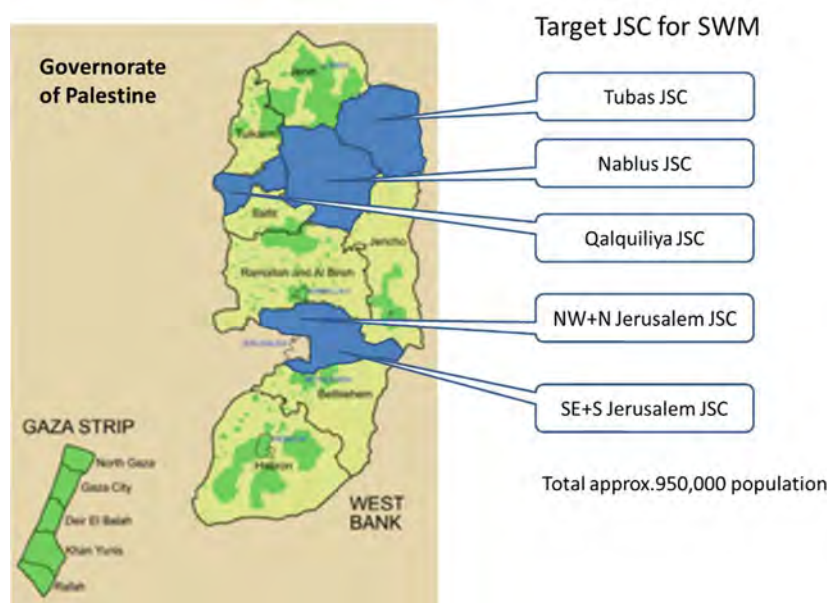 Target JSC for SWM
Governorate
of Palestine
Jenin
Tubas JSC
Tulkarm
Nablus JSC
Salfit
Qalquiliya JSC
Jericho
Ramallah and Al Bireh
NW+N Jerusalem JSC
SE+S Jerusalem JSC
Bethlehem
GAZA STRIP
North Gaza
Hebron
Gaza City
Total approx.950,000 population
WEST
BANK
Deir El Balah
Khan Yunis
Rafah